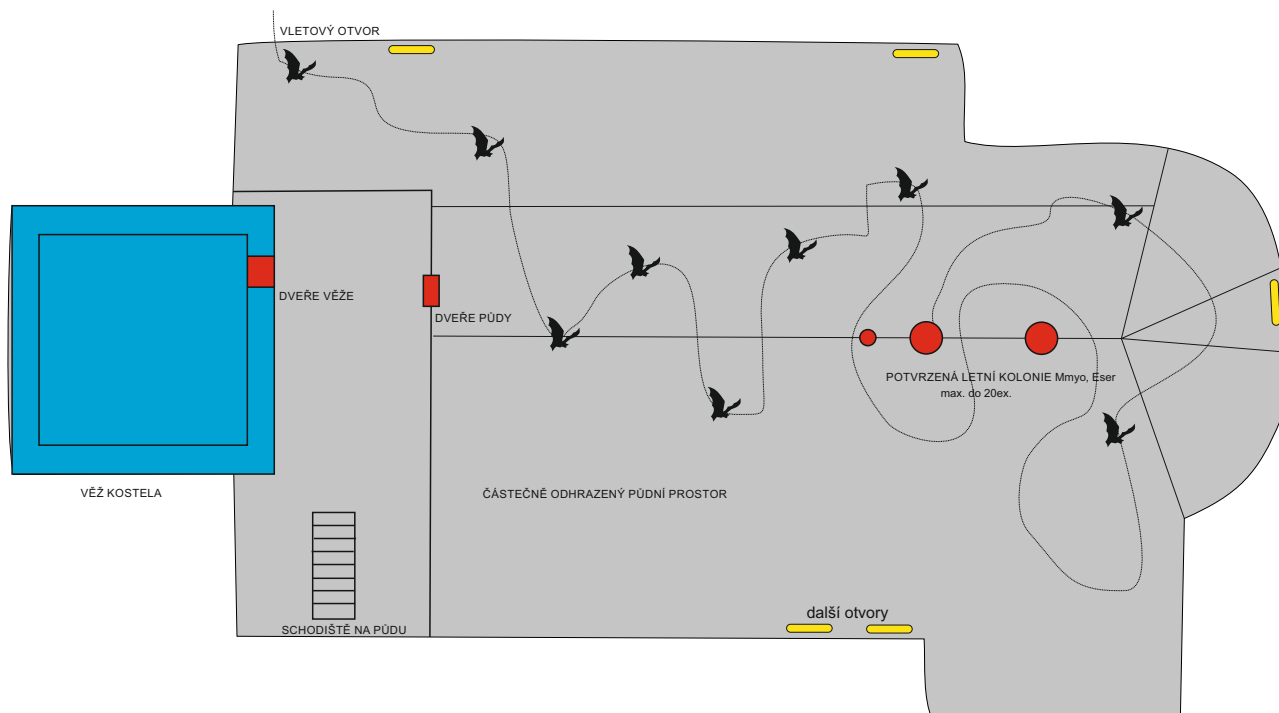 VLETOVÝ OTVOR
DVEŘE VĚŽE
DVEŘE PŮDY
POTVRZENÁ LETNÍ KOLONIE Mmyo, Eser
max. do 20ex.
VĚŽ KOSTELA
ČÁSTEČNĚ ODHRAZENÝ PŮDNÍ PROSTOR
další otvory
SCHODIŠTĚ NA PŮDU